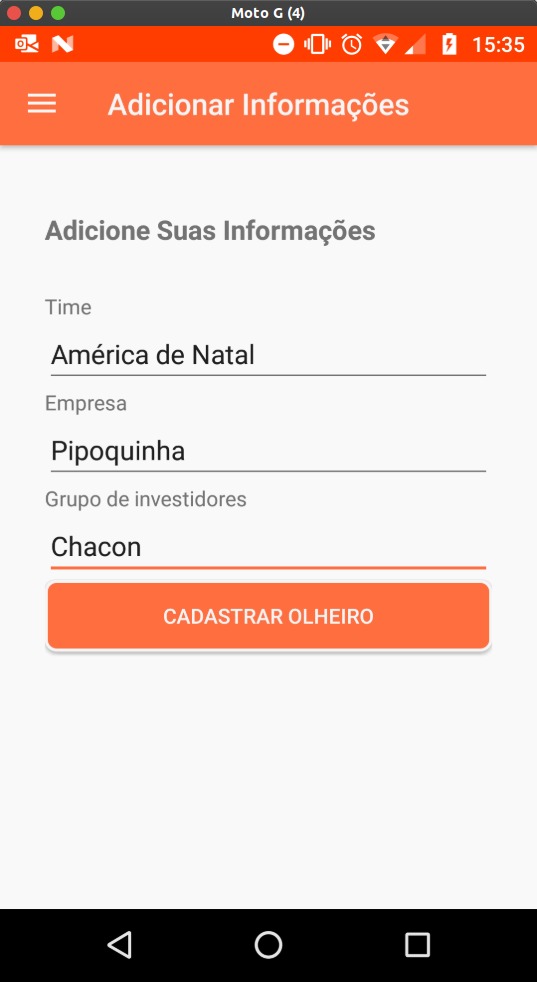 Moto G (4)
15:35
Adicionar Informações
Adicione Suas Informações
Time
América de Natal
Empresa
Pipoquinha
Grupo de investidores
Chacon
CADASTRAR OLHEIRO